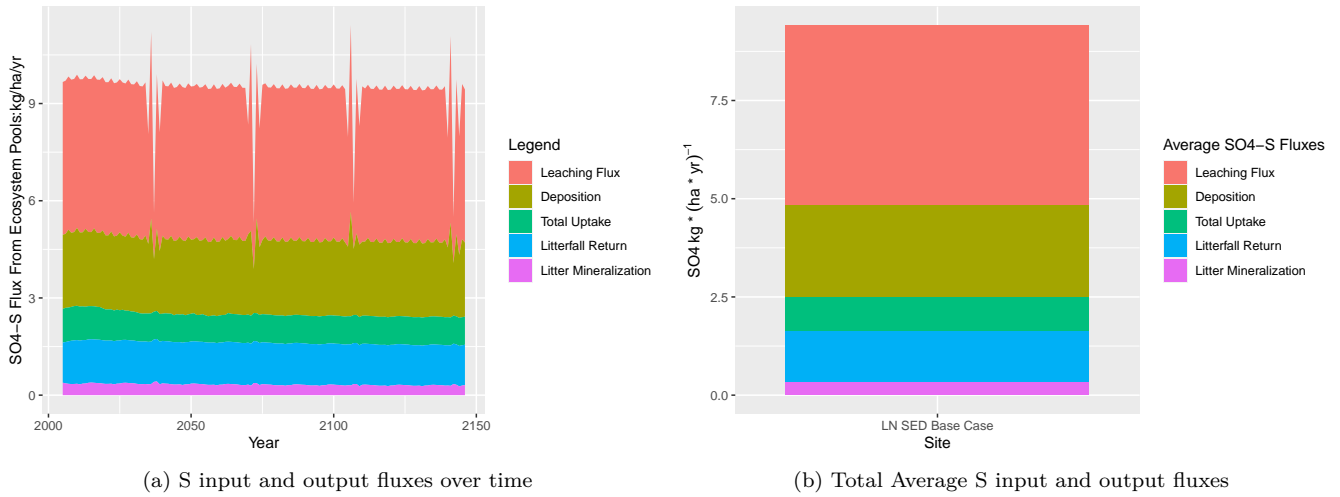 SO4−S Flux From Ecosystem Pools:kg/ha/yr
9
6
3
0
2000 2050 2100 2150
Year
Legend
Leaching Flux
Deposition
Total Uptake
Litterfall Return
Litter Mineralization
(a) S input and output fluxes over time
SO4 kg * (ha * yr)−1
7.5
5.0
2.5
0.0
LN SED Base Case
Site
Average SO4−S Fluxes
Leaching Flux
Deposition
Total Uptake
Litterfall Return
Litter Mineralization
(b) Total Average S input and output fluxes